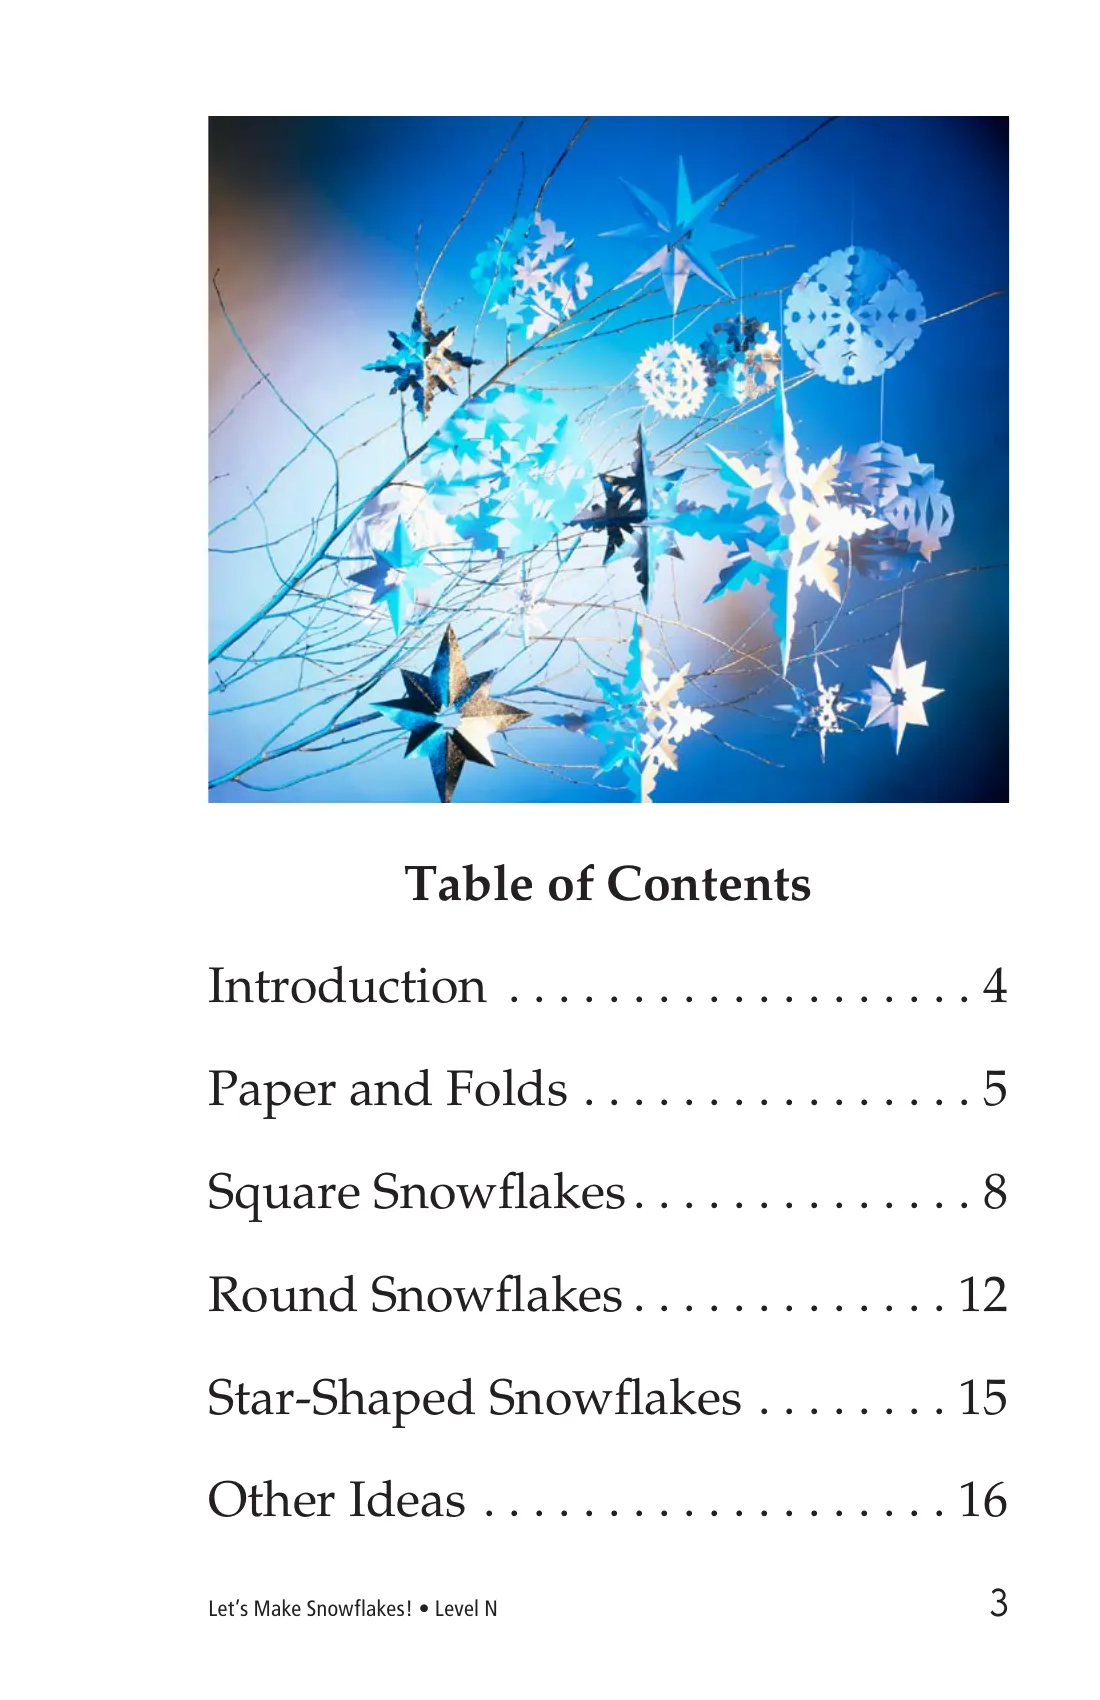 Table of Contents
Introduction . . . . . . . . . . . . . . . . . . . 4
Paper and Folds . . . . . . . . . . . . . . . . 5
Square Snowflakes . . . . . . . . . . . . . . 8
Round Snowflakes . . . . . . . . . . . . . 12
Star-Shaped Snowflakes . . . . . . . . 15
Other Ideas . . . . . . . . . . . . . . . . . . . 16
Let’s Make Snowflakes! • Level N 3